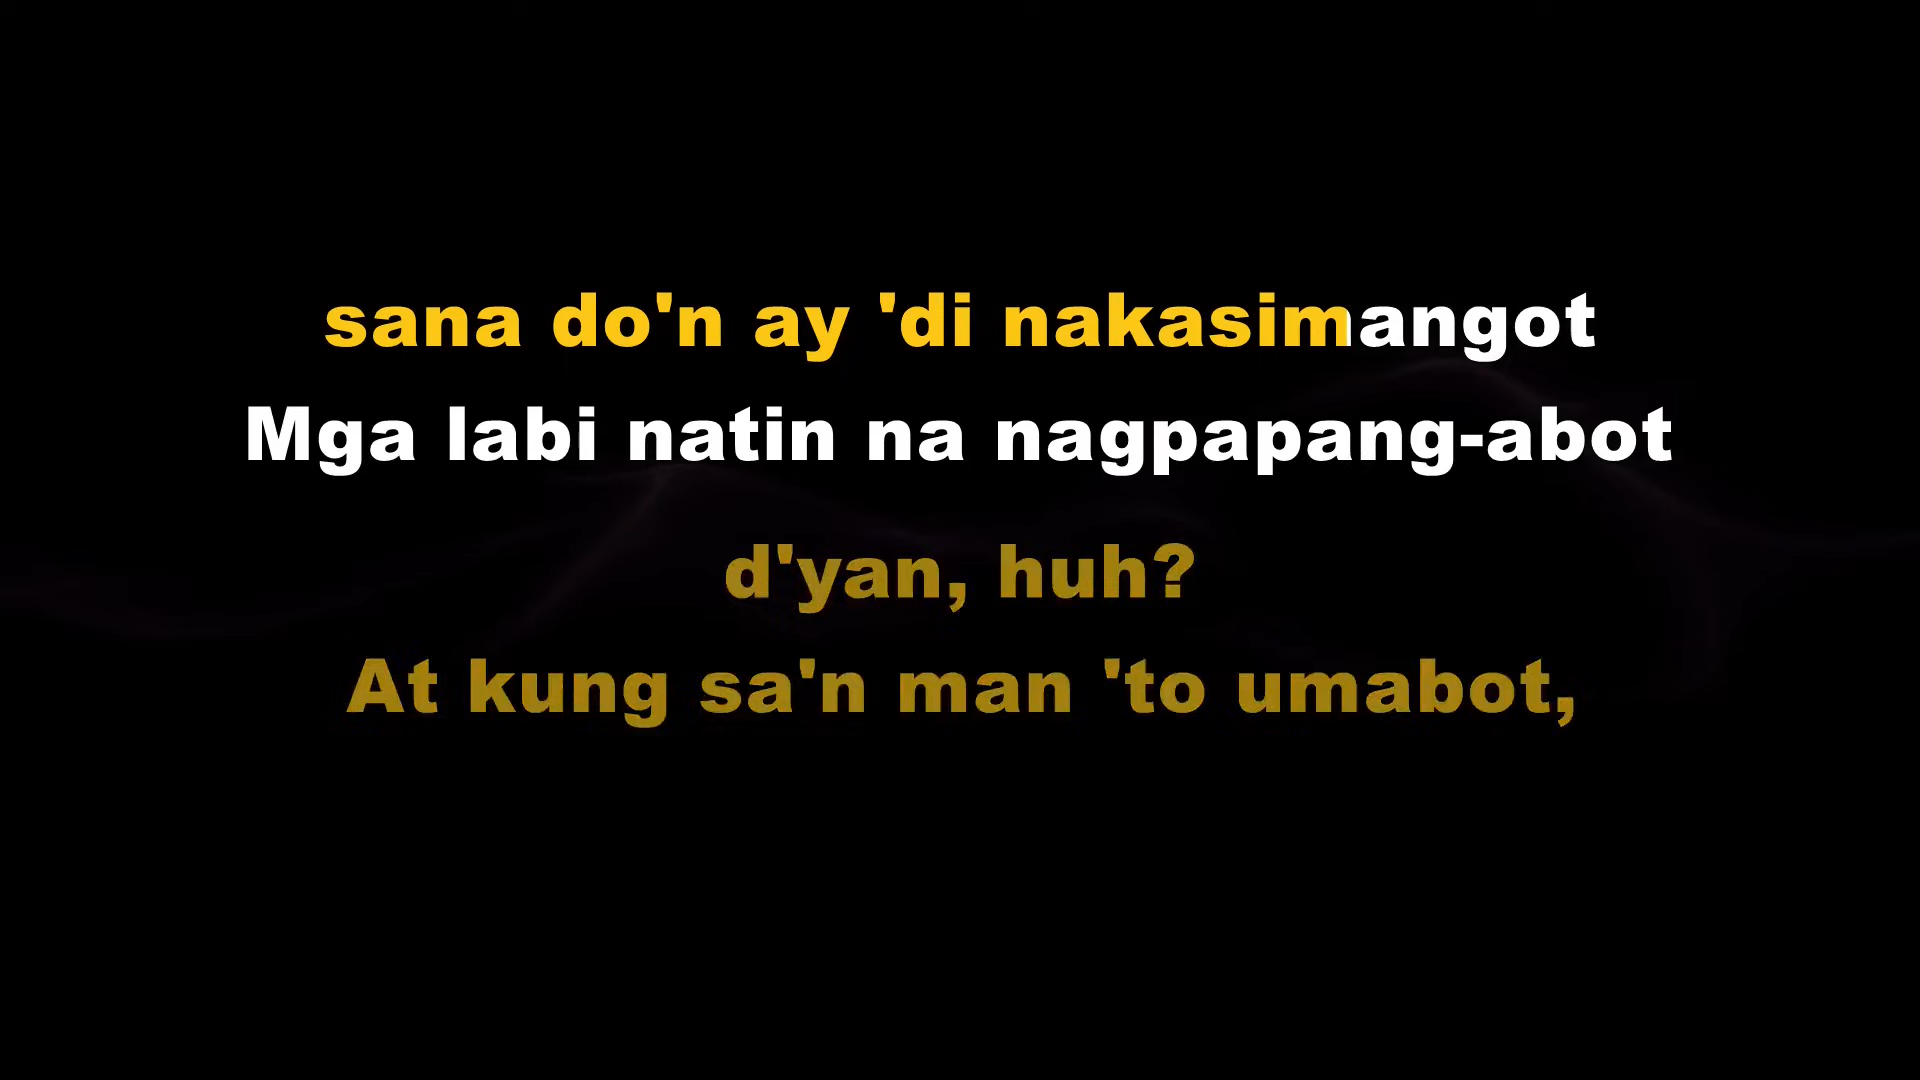 sana do'n ay 'di nakasimangot
Mga labi natin na nagpapang-abot
d'yan, huh?
At kung sa'n man 'to umabot,